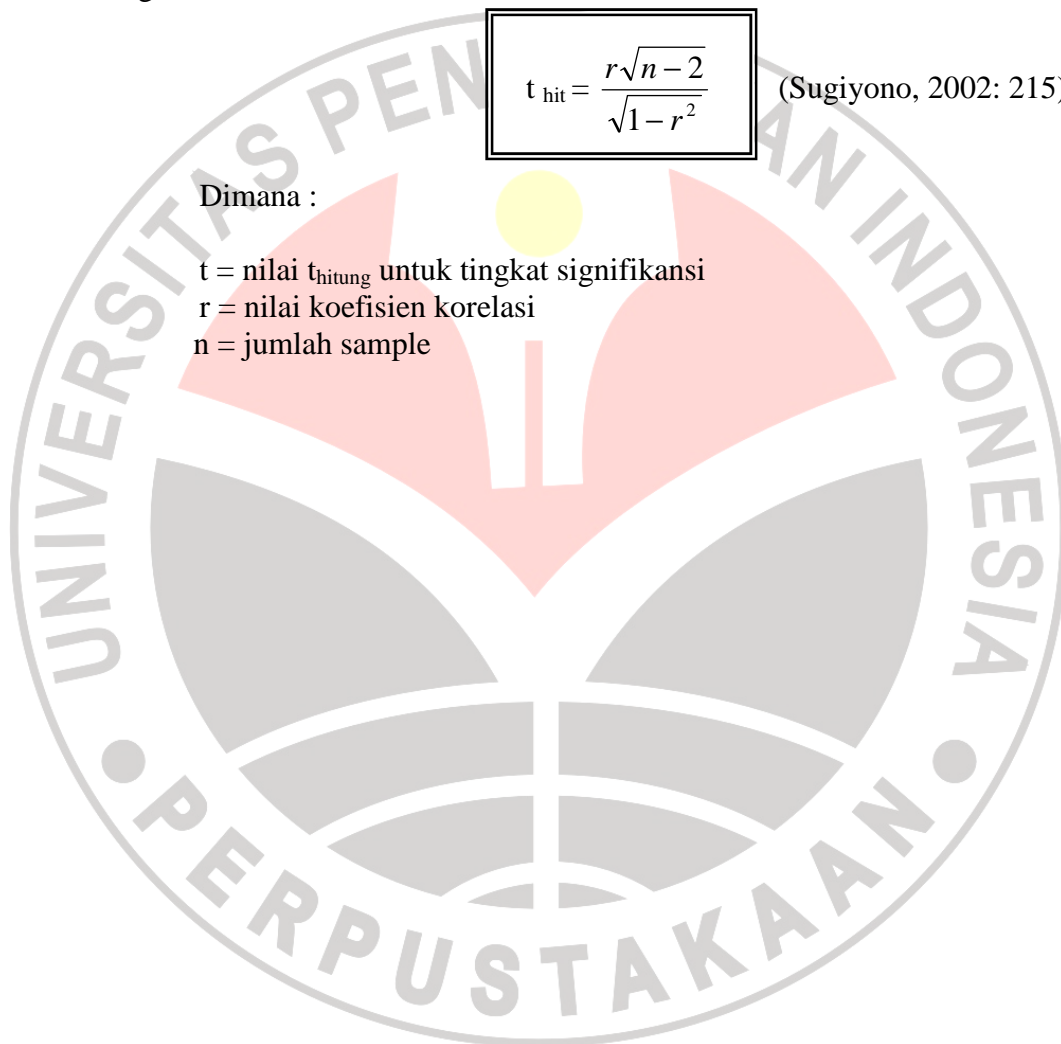 t hit = r√n − 2 / √1 − r² (Sugiyono, 2002: 215)
Dimana :
t = nilai t_hitung untuk tingkat signifikansi
r = nilai koefisien korelasi
n = jumlah sample
UNIVERSITAS PENDIDIKAN INDONESIA
PERPUSTAKAAN